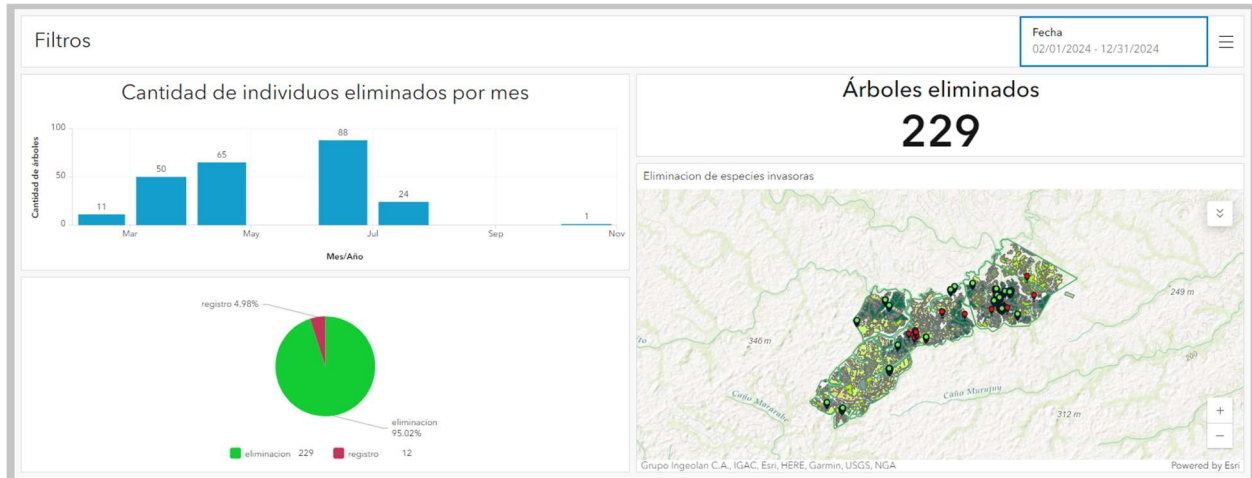 Filtros
Fecha
02/01/2024 - 12/31/2024
Cantidad de individuos eliminados por mes
Cantidad de árboles
100
50
0
11
50
65
88
24
1
Mar
May
Jul
Sep
Nov
Mes/Año
registro 4.98%
eliminacion
95.02%
eliminacion 229
registro 12
Árboles eliminados
229
Eliminacion de especies invasoras
249 m
346 m
200
Caño Murujuy
312 m
Grupo Ingeolan C.A., IGAC, Esri, HERE, Garmin, USGS, NGA
Powered by Esri
+
−